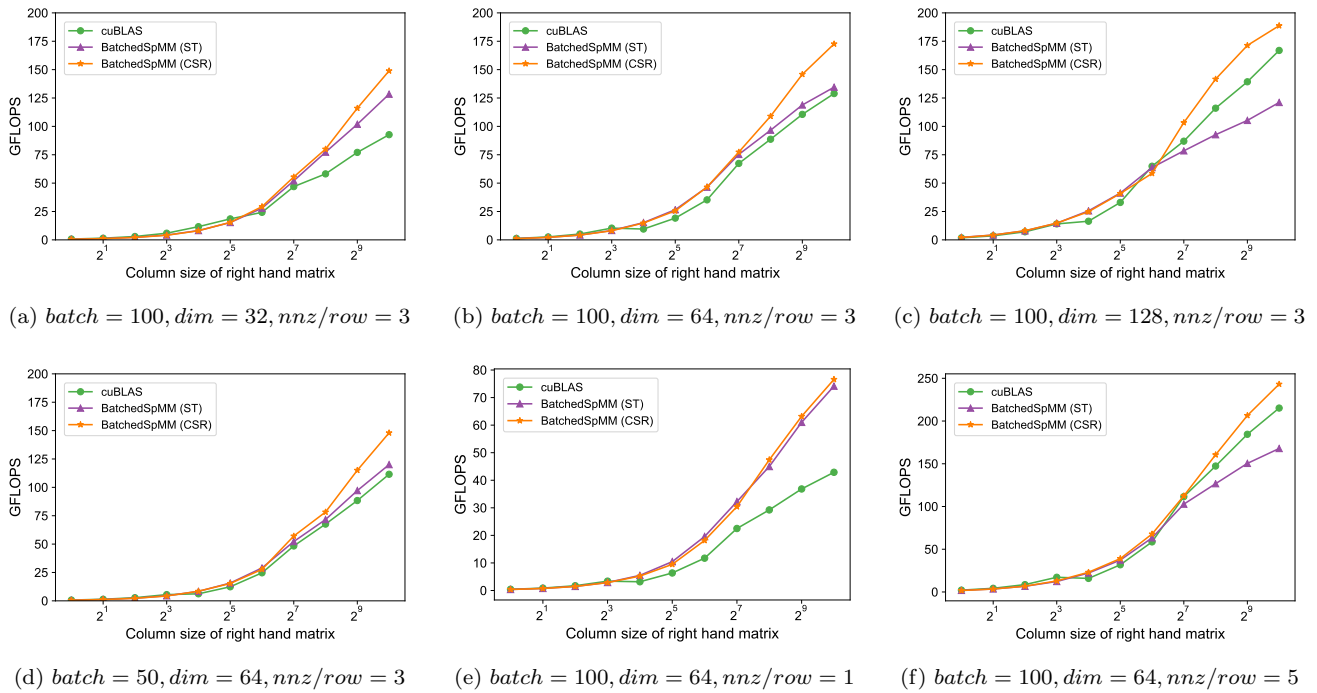 200
175
150
125
100
75
50
25
0
GFLOPS
cuBLAS
BatchedSpMM (ST)
BatchedSpMM (CSR)
2^1 2^3 2^5 2^7 2^9
Column size of right hand matrix
(a) batch = 100, dim = 32, nnz/row = 3
200
175
150
125
100
75
50
25
0
GFLOPS
cuBLAS
BatchedSpMM (ST)
BatchedSpMM (CSR)
2^1 2^3 2^5 2^7 2^9
Column size of right hand matrix
(b) batch = 100, dim = 64, nnz/row = 3
200
175
150
125
100
75
50
25
0
GFLOPS
cuBLAS
BatchedSpMM (ST)
BatchedSpMM (CSR)
2^1 2^3 2^5 2^7 2^9
Column size of right hand matrix
(c) batch = 100, dim = 128, nnz/row = 3
200
175
150
125
100
75
50
25
0
GFLOPS
cuBLAS
BatchedSpMM (ST)
BatchedSpMM (CSR)
2^1 2^3 2^5 2^7 2^9
Column size of right hand matrix
(d) batch = 50, dim = 64, nnz/row = 3
80
70
60
50
40
30
20
10
0
GFLOPS
cuBLAS
BatchedSpMM (ST)
BatchedSpMM (CSR)
2^1 2^3 2^5 2^7 2^9
Column size of right hand matrix
(e) batch = 100, dim = 64, nnz/row = 1
250
200
150
100
50
0
GFLOPS
cuBLAS
BatchedSpMM (ST)
BatchedSpMM (CSR)
2^1 2^3 2^5 2^7 2^9
Column size of right hand matrix
(f) batch = 100, dim = 64, nnz/row = 5